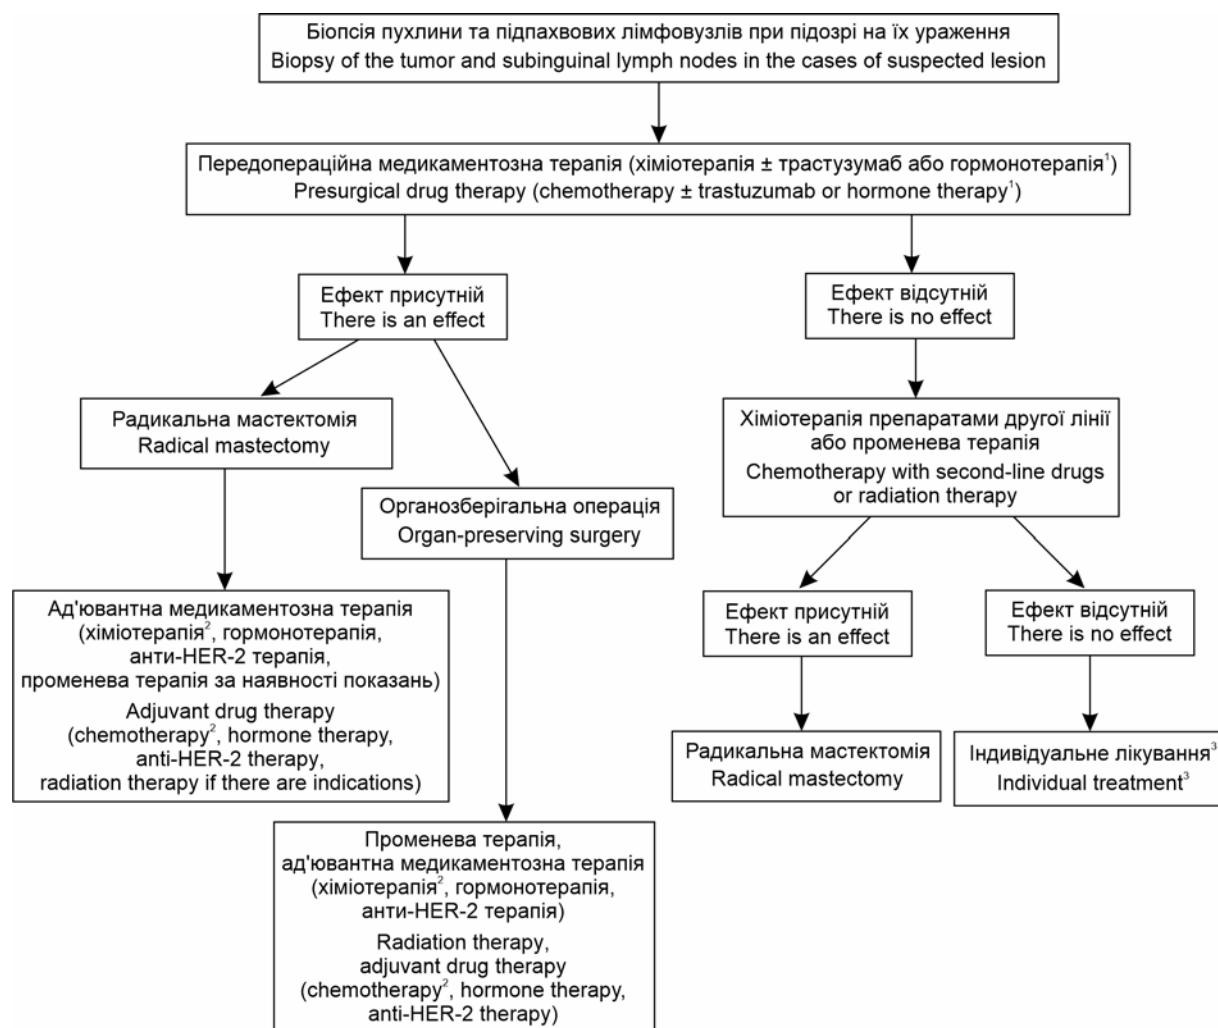 Біопсія пухлини та підпахвових лімфовузлів при підозрі на їх ураження
Biopsy of the tumor and subinguinal lymph nodes in the cases of suspected lesion
Передопераційна медикаментозна терапія (хіміотерапія ± трастузумаб або гормонотерапія¹)
Presurgical drug therapy (chemotherapy ± trastuzumab or hormone therapy¹)
Ефект присутній
There is an effect
Ефект відсутній
There is no effect
Радикальна мастектомія
Radical mastectomy
Хіміотерапія препаратами другої лінії
або променева терапія
Chemotherapy with second-line drugs
or radiation therapy
Органозберігальна операція
Organ-preserving surgery
Ад'ювантна медикаментозна терапія
(хіміотерапія², гормонотерапія,
анти-HER-2 терапія,
променева терапія за наявності показань)
Adjuvant drug therapy
(chemotherapy², hormone therapy,
anti-HER-2 therapy,
radiation therapy if there are indications)
Ефект присутній
There is an effect
Ефект відсутній
There is no effect
Радикальна мастектомія
Radical mastectomy
Індивідуальне лікування³
Individual treatment³
Променева терапія,
ад'ювантна медикаментозна терапія
(хіміотерапія², гормонотерапія,
анти-HER-2 терапія)
Radiation therapy,
adjuvant drug therapy
(chemotherapy², hormone therapy,
anti-HER-2 therapy)